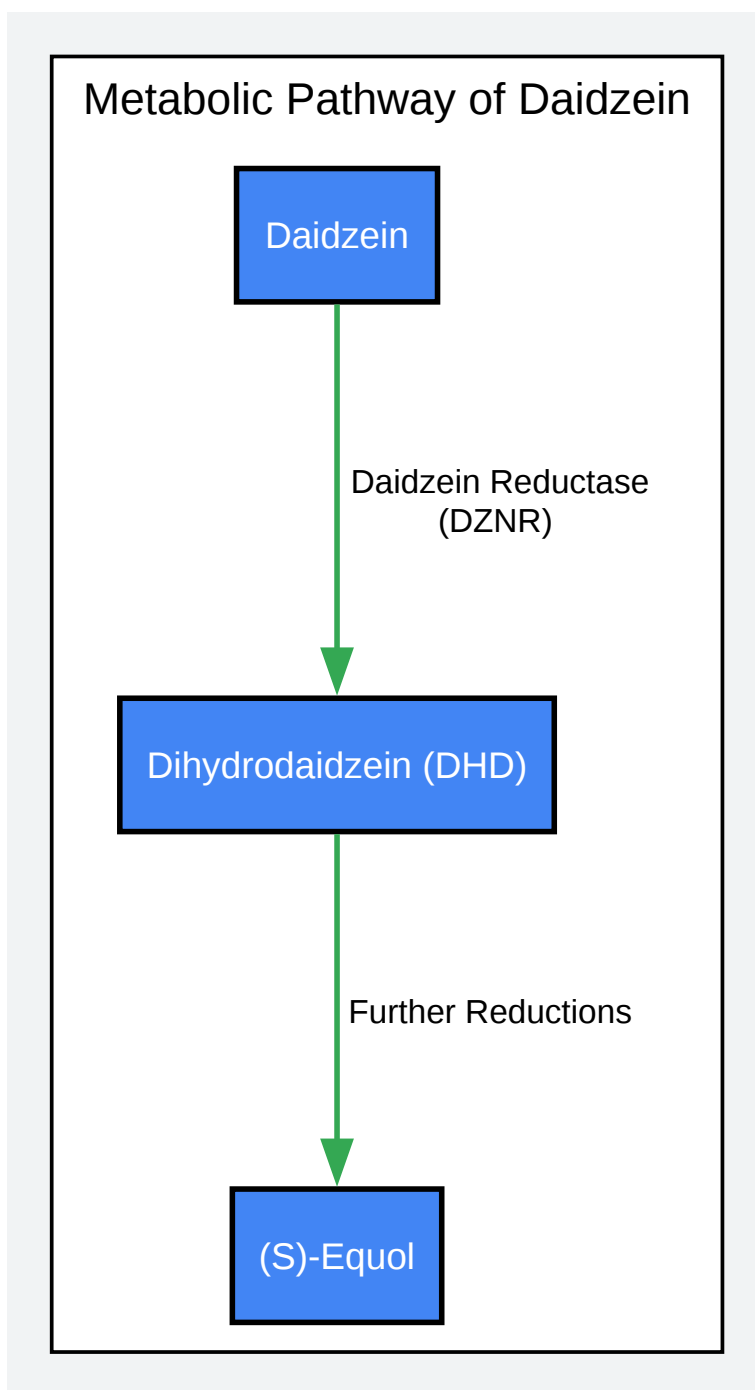 Metabolic Pathway of Daidzein
Daidzein
Daidzein Reductase
(DZNR)
Dihydrodaidzein (DHD)
Further Reductions
(S)-Equol